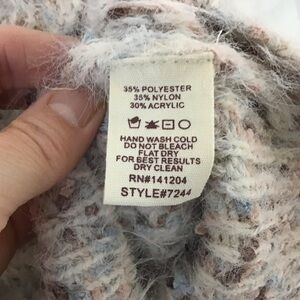 35% POLYESTER
35% NYLON
30% ACRYLIC
HAND WASH COLD
DO NOT BLEACH
FLAT DRY
FOR BEST RESULTS
DRY CLEAN
RN#141204
STYLE#7244